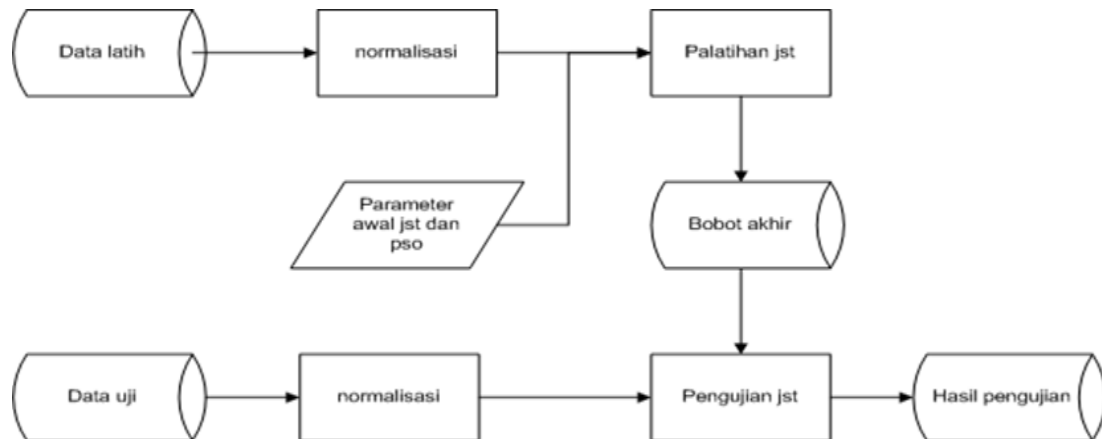 Data latih
normalisasi
Palatihan jst
Parameter
awal jst dan
pso
Bobot akhir
Data uji
normalisasi
Pengujian jst
Hasil pengujian